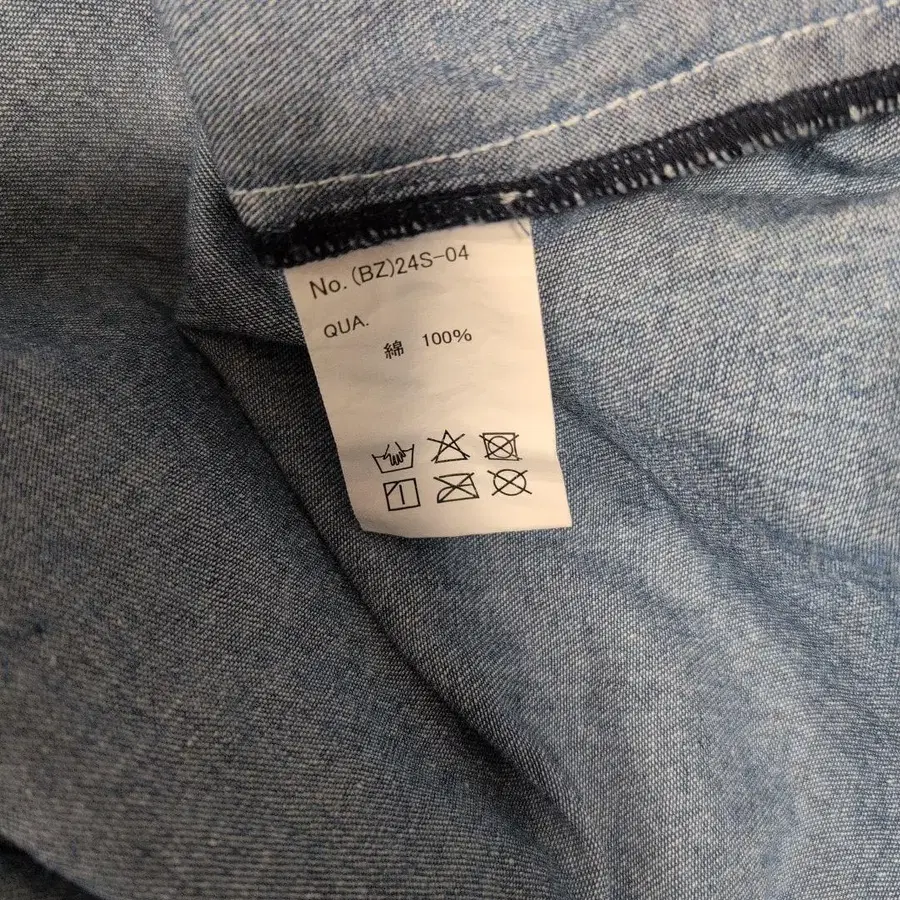 No. (BZ)24S-04
QUA.
綿 100%